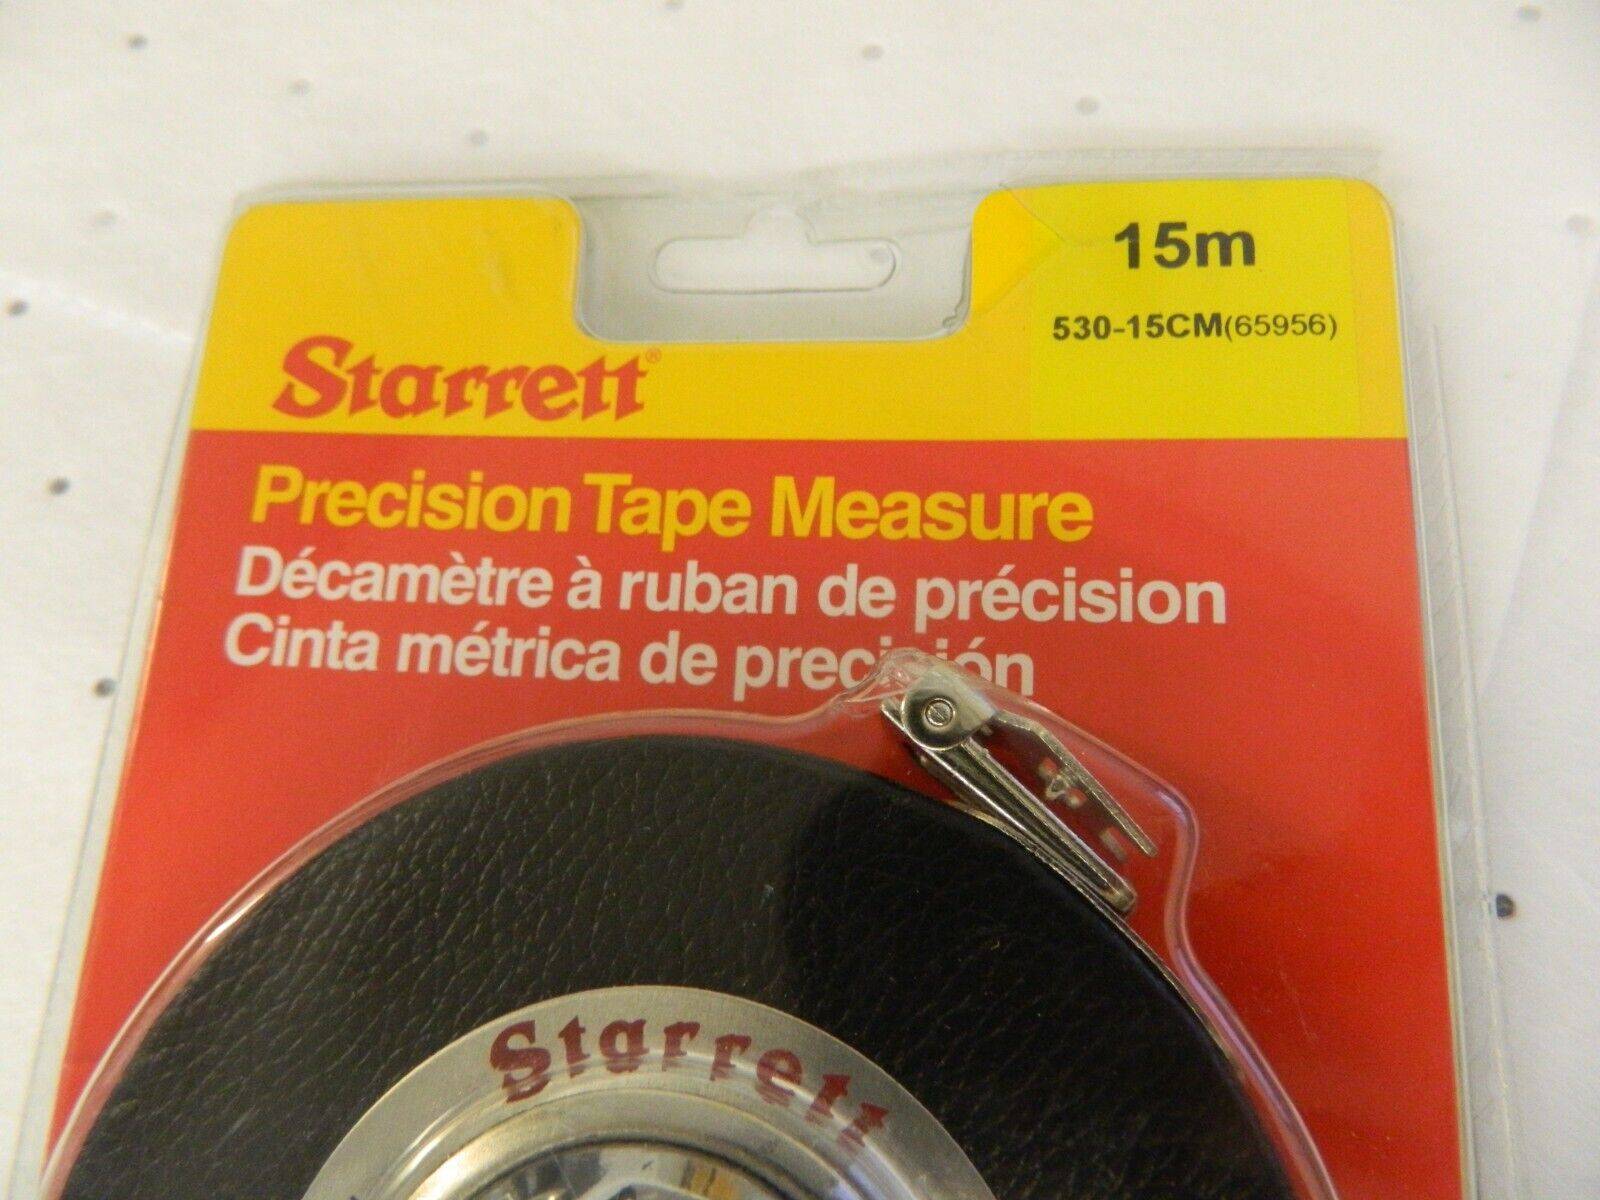 15m
530-15CM(65956)
Starrett®
Precision Tape Measure
Décamètre à ruban de précision
Cinta métrica de precisión
Starrett